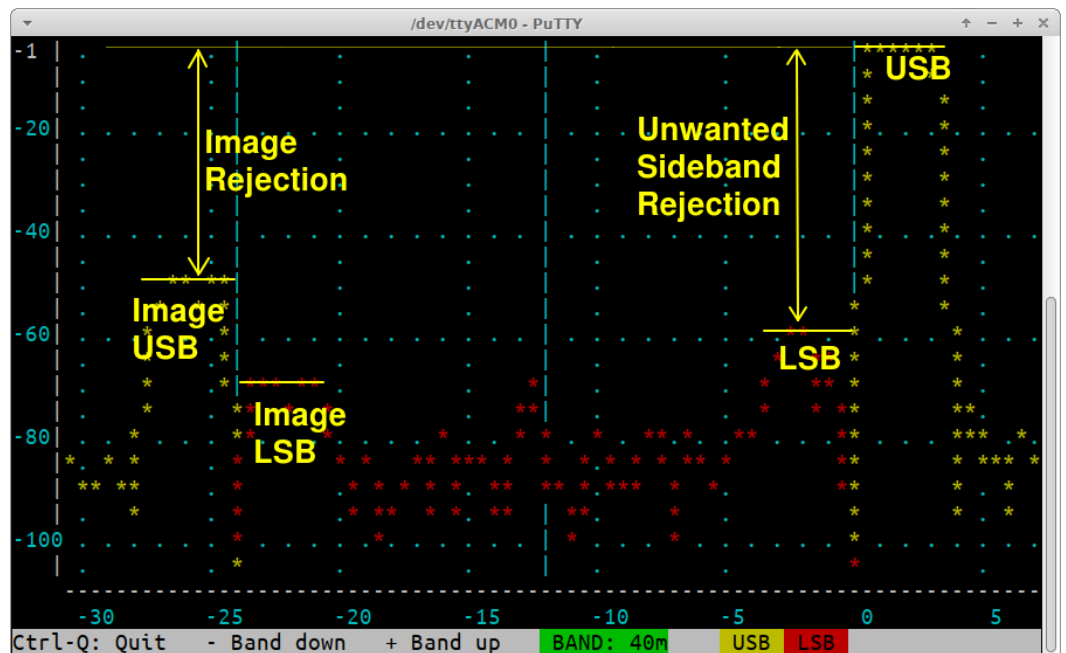 /dev/ttyACM0 - PuTTY
-1
USB
-20
Image
Rejection
Unwanted
Sideband
Rejection
-40
Image
USB
-60
LSB
Image
LSB
-80
-100
-30 -25 -20 -15 -10 -5 0 5
Ctrl-Q: Quit - Band down + Band up BAND: 40m USB LSB